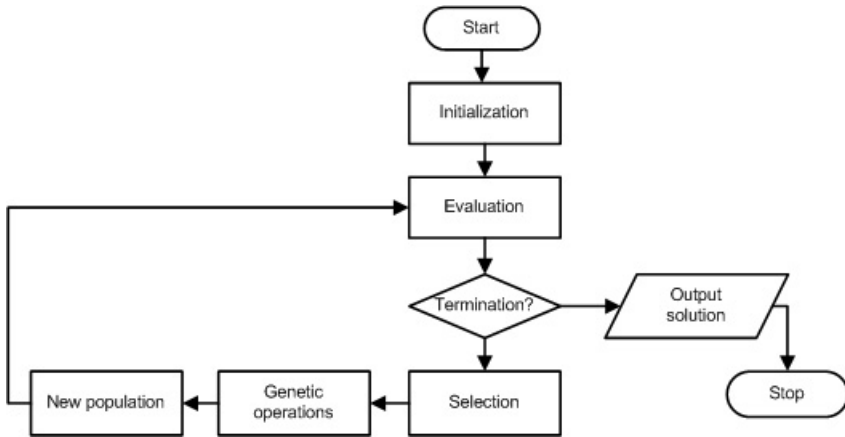 Start
Initialization
Evaluation
Termination?
Output
solution
New population
Genetic
operations
Selection
Stop